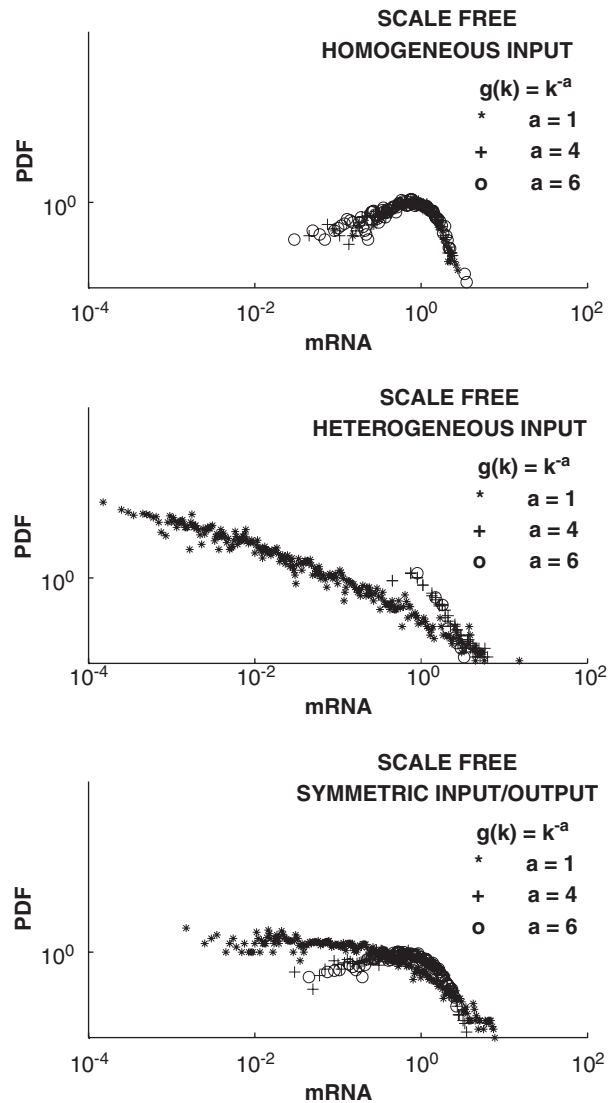 SCALE FREE
HOMOGENEOUS INPUT
g(k) = k^-a
* a = 1
+ a = 4
o a = 6
PDF
10^0
10^-4 10^-2 10^0 10^2
mRNA
SCALE FREE
HETEROGENEOUS INPUT
g(k) = k^-a
* a = 1
+ a = 4
o a = 6
PDF
10^0
10^-4 10^-2 10^0 10^2
mRNA
SCALE FREE
SYMMETRIC INPUT/OUTPUT
g(k) = k^-a
* a = 1
+ a = 4
o a = 6
PDF
10^0
10^-4 10^-2 10^0 10^2
mRNA